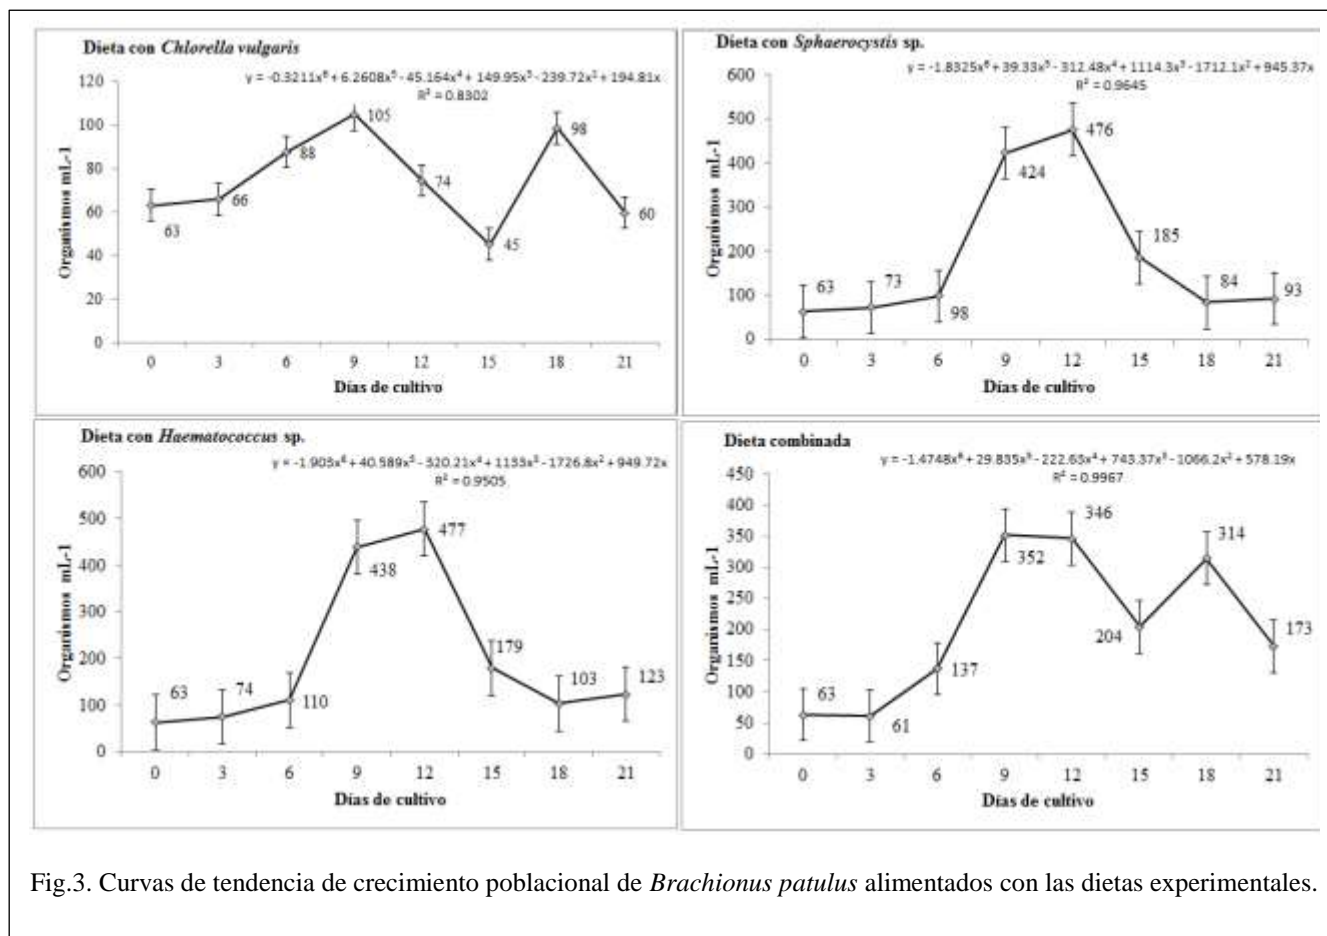 Dieta con Chlorella vulgaris
y = -0.3211x⁶ + 6.2608x⁵ - 45.164x⁴ + 149.95x³ - 239.72x² + 194.81x
R² = 0.8302
Organismos mL-1
120
100
80
60
40
20
0
63
66
88
105
74
45
98
60
0 3 6 9 12 15 18 21
Días de cultivo
Dieta con Sphaerocystis sp.
y = -1.8325x⁶ + 39.33x⁵ - 312.48x⁴ + 1114.3x³ - 1712.1x² + 945.37x
R² = 0.9645
Organismos mL-1
600
500
400
300
200
100
0
63
73
98
424
476
185
84
93
0 3 6 9 12 15 18 21
Días de cultivo
Dieta con Haematococcus sp.
y = -1.903x⁶ + 40.589x⁵ - 320.21x⁴ + 1133x³ - 1726.8x² + 949.72x
R² = 0.9505
Organismos mL-1
600
500
400
300
200
100
0
63
74
110
438
477
179
103
123
0 3 6 9 12 15 18 21
Días de cultivo
Dieta combinada
y = -1.4748x⁶ + 29.835x⁵ - 222.63x⁴ + 743.37x³ - 1066.2x² + 578.19x
R² = 0.9967
Organismos mL-1
450
400
350
300
250
200
150
100
50
0
63
61
137
352
346
204
314
173
0 3 6 9 12 15 18 21
Días de cultivo
Fig.3. Curvas de tendencia de crecimiento poblacional de Brachionus patulus alimentados con las dietas experimentales.